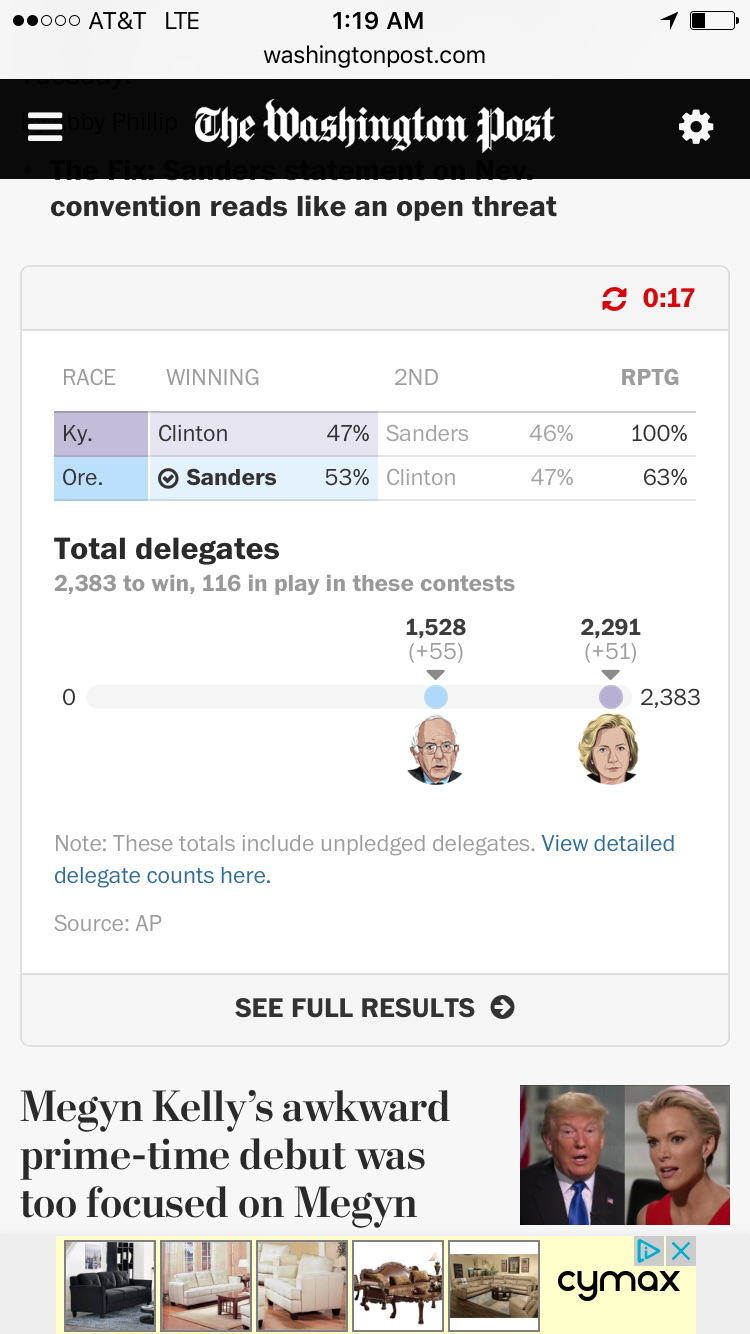 AT&T LTE 1:19 AM
washingtonpost.com
The Washington Post
bby Phillip
The Fix: Sanders statement on Nev.
convention reads like an open threat
0:17
RACE WINNING 2ND RPTG
Ky. Clinton 47% Sanders 46% 100%
Ore. Sanders 53% Clinton 47% 63%
Total delegates
2,383 to win, 116 in play in these contests
1,528 2,291
(+55) (+51)
0 2,383
Note: These totals include unpledged delegates. View detailed
delegate counts here.
Source: AP
SEE FULL RESULTS
Megyn Kelly’s awkward
prime-time debut was
too focused on Megyn
cymax